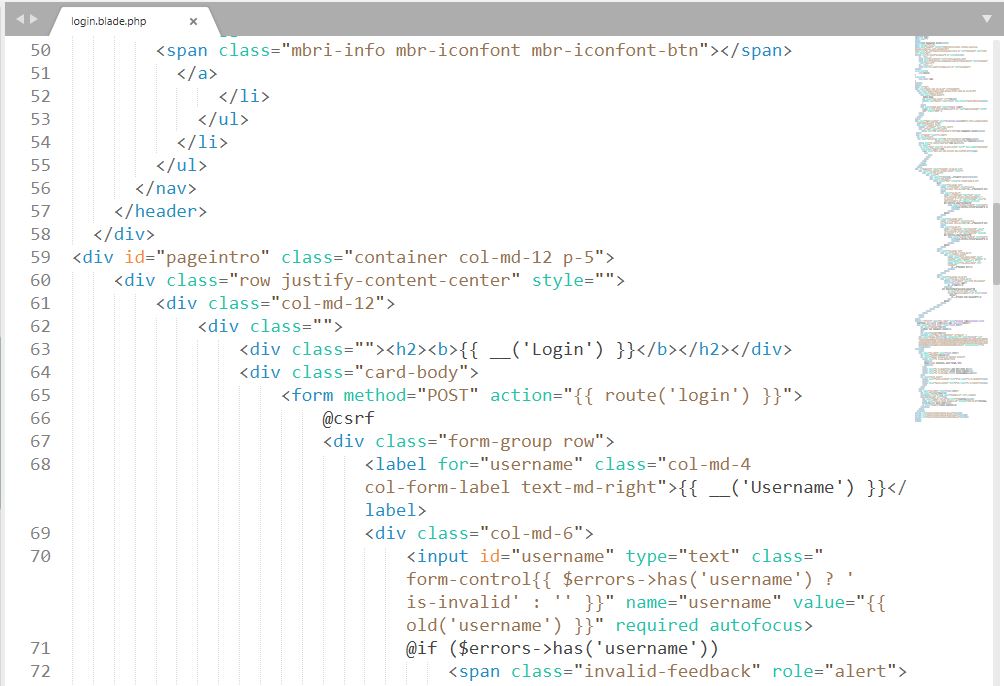 login.blade.php ×
50 <span class="mbri-info mbr-iconfont mbr-iconfont-btn"></span>
51 </a>
52 </li>
53 </ul>
54 </li>
55 </ul>
56 </nav>
57 </header>
58 </div>
59 <div id="pageintro" class="container col-md-12 p-5">
60 <div class="row justify-content-center" style="">
61 <div class="col-md-12">
62 <div class="">
63 <div class=""><h2><b>{{ __('Login') }}</b></h2></div>
64 <div class="card-body">
65 <form method="POST" action="{{ route('login') }}">
66 @csrf
67 <div class="form-group row">
68 <label for="username" class="col-md-4
col-form-label text-md-right">{{ __('Username') }}</
label>
69 <div class="col-md-6">
70 <input id="username" type="text" class="
form-control{{ $errors->has('username') ? '
is-invalid' : '' }}" name="username" value="{{
old('username') }}" required autofocus>
71 @if ($errors->has('username'))
72 <span class="invalid-feedback" role="alert">